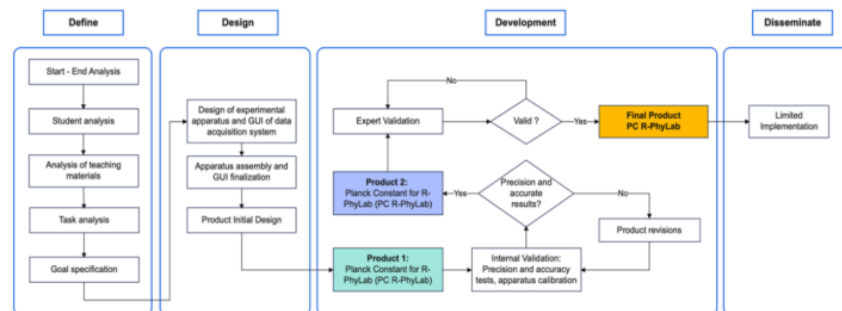 Define
Design
Development
Disseminate
Start - End Analysis
Student analysis
Analysis of teaching
materials
Task analysis
Goal specification
Design of experimental
apparatus and GUI of data
acquisition system
Apparatus assembly and
GUI finalization
Product Initial Design
No
Expert Validation
Valid ?
Yes
Final Product
PC R-PhyLab
Product 2:
Planck Constant for R-
PhyLab (PC R-PhyLab)
Yes
Precision and
accurate
results?
No
Product revisions
Product 1:
Planck Constant for R-
PhyLab (PC R-PhyLab)
Internal Validation:
Precision and accuracy
tests, apparatus calibration
Limited
Implementation